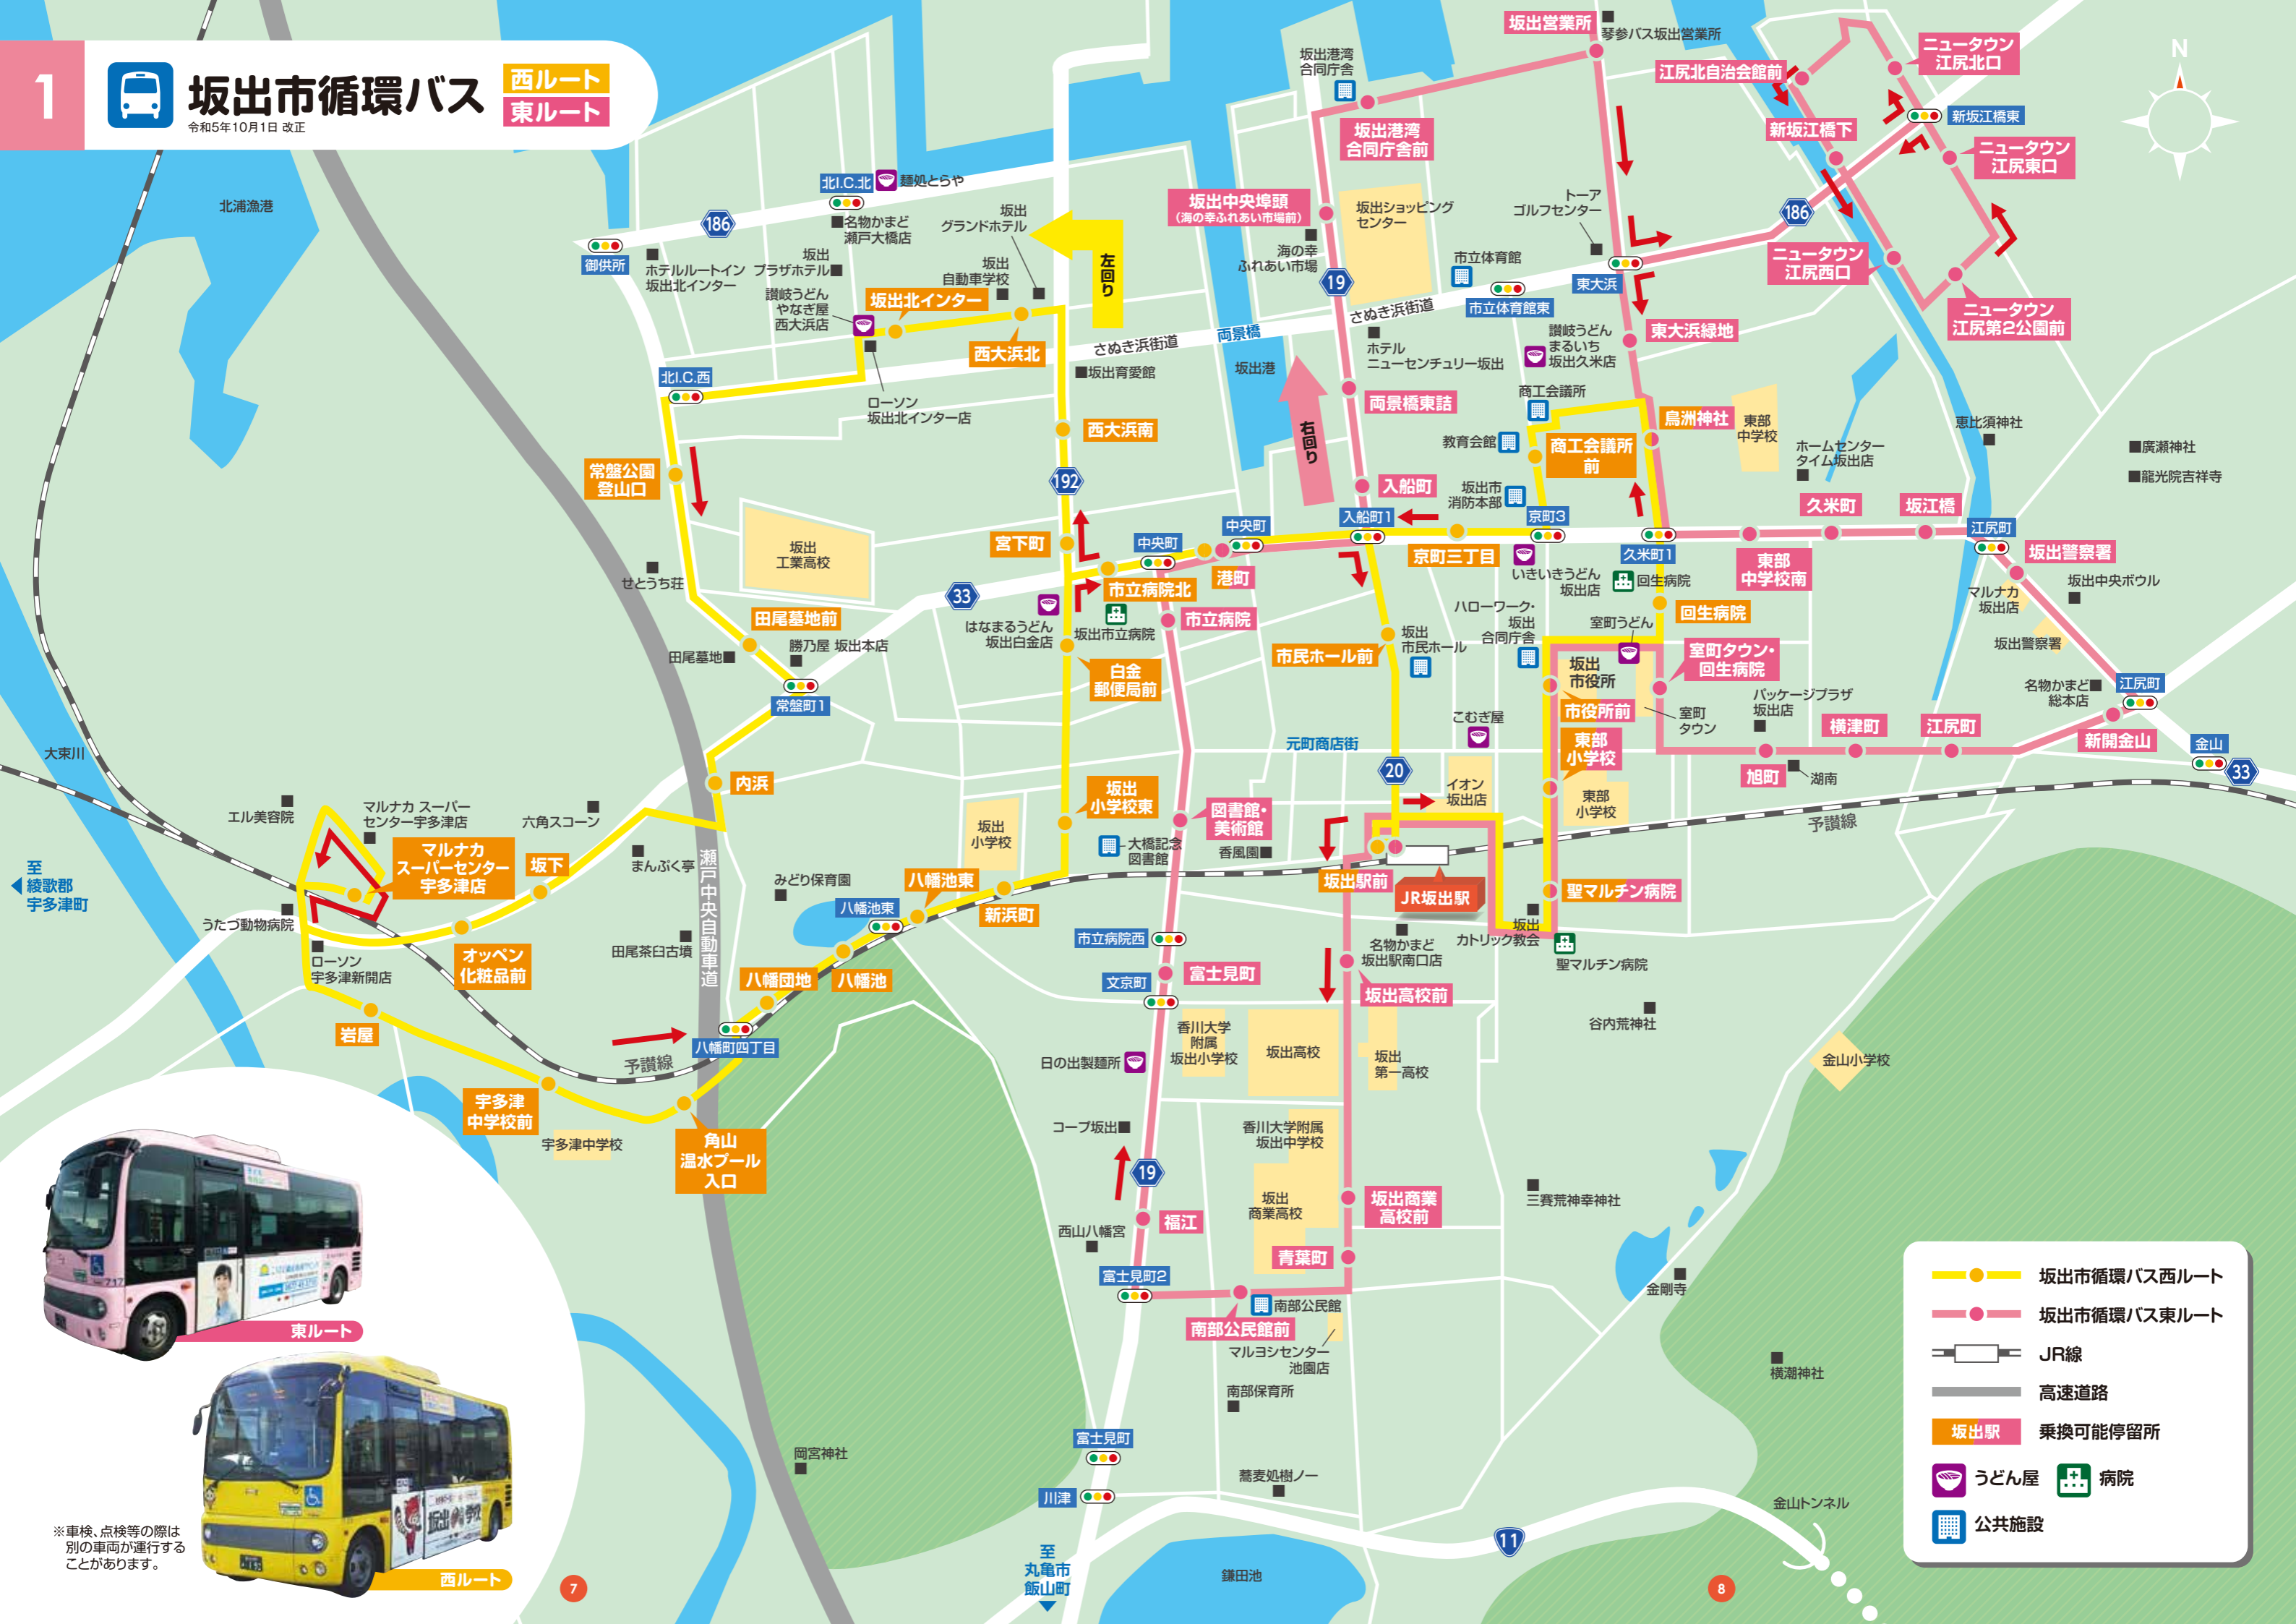 1
坂出市循環バス
令和5年10月1日 改正
西ルート
東ルート
N
坂出営業所
琴参バス坂出営業所
坂出港湾
合同庁舎
坂出港湾
合同庁舎前
江尻北自治会館前
ニュータウン
江尻北口
新坂江橋下
新坂江橋東
ニュータウン
江尻東口
北浦漁港
186
北I.C.北
麺処とらや
名物かまど
瀬戸大橋店
坂出
グランドホテル
御供所
ホテルルートイン
坂出北インター
坂出
プラザホテル
坂出
自動車学校
讃岐うどん
やなぎ屋
西大浜店
坂出北インター
西大浜北
左回り
坂出中央埠頭
(海の幸ふれあい市場前)
坂出ショッピング
センター
トーア
ゴルフセンター
海の幸
ふれあい市場
市立体育館
19
市立体育館東
東大浜
186
ニュータウン
江尻西口
ニュータウン
江尻第2公園前
さぬき浜街道
両景橋
さぬき浜街道
坂出港
ホテル
ニューセンチュリー坂出
讃岐うどん
まるいち
坂出久米店
東大浜緑地
北I.C.西
ローソン
坂出北インター店
坂出育愛館
西大浜南
両景橋東詰
右回り
商工会議所
教育会館
商工会議所
前
鳥洲神社
東部
中学校
ホームセンター
タイム坂出店
恵比須神社
廣瀬神社
龍光院吉祥寺
常盤公園
登山口
192
入船町
坂出市
消防本部
久米町
坂江橋
坂出
工業高校
せとうち荘
宮下町
中央町
中央町
入船町1
京町3
京町三丁目
久米町1
東部
中学校南
江尻町
坂出警察署
坂出中央ボウル
マルナカ
坂出店
坂出警察署
港町
市立病院北
33
いきいきうどん
坂出店
回生病院
回生病院
はなまるうどん
坂出白金店
坂出市立病院
市立病院
ハローワーク・
坂出
合同庁舎
室町うどん
田尾墓地前
田尾墓地
勝乃屋 坂出本店
常盤町1
白金
郵便局前
市民ホール前
坂出
市民ホール
坂出
市役所
市役所前
室町タウン・
回生病院
室町
タウン
パッケージプラザ
坂出店
名物かまど
総本店
江尻町
横津町
江尻町
新開金山
金山
33
旭町
湖南
こむぎ屋
元町商店街
20
東部
小学校
東部
小学校
大束川
内浜
イオン
坂出店
予讃線
エル美容院
マルナカ スーパー
センター宇多津店
六角スコーン
マルナカ
スーパーセンター
宇多津店
坂下
まんぷく亭
瀬戸中央自動車道
坂出
小学校
坂出
小学校東
大橋記念
図書館
図書館・
美術館
香風園
坂出駅前
JR坂出駅
聖マルチン病院
至
綾歌郡
宇多津町
うたづ動物病院
みどり保育園
八幡池東
八幡池東
新浜町
ローソン
宇多津新開店
オッペン
化粧品前
田尾茶臼古墳
八幡団地
八幡池
市立病院西
文京町
富士見町
名物かまど
坂出駅南口店
坂出
カトリック教会
聖マルチン病院
坂出高校前
岩屋
八幡町四丁目
予讃線
香川大学
附属
坂出小学校
坂出高校
坂出
第一高校
谷内荒神社
金山小学校
日の出製麺所
宇多津
中学校前
宇多津中学校
角山
温水プール
入口
コープ坂出
香川大学附属
坂出中学校
19
坂出
商業高校
坂出商業
高校前
三賽荒神幸神社
福江
西山八幡宮
青葉町
富士見町2
南部公民館
南部公民館前
マルヨシセンター
池園店
金剛寺
南部保育所
横潮神社
富士見町
岡宮神社
川津
蕎麦処樹ノ一
金山トンネル
11
至
丸亀市
飯山町
鎌田池
717
東ルート
坂出 学校
西ルート
※車検、点検等の際は
別の車両が運行する
ことがあります。
坂出市循環バス西ルート
坂出市循環バス東ルート
JR線
高速道路
坂出駅
乗換可能停留所
うどん屋
病院
公共施設
7
8